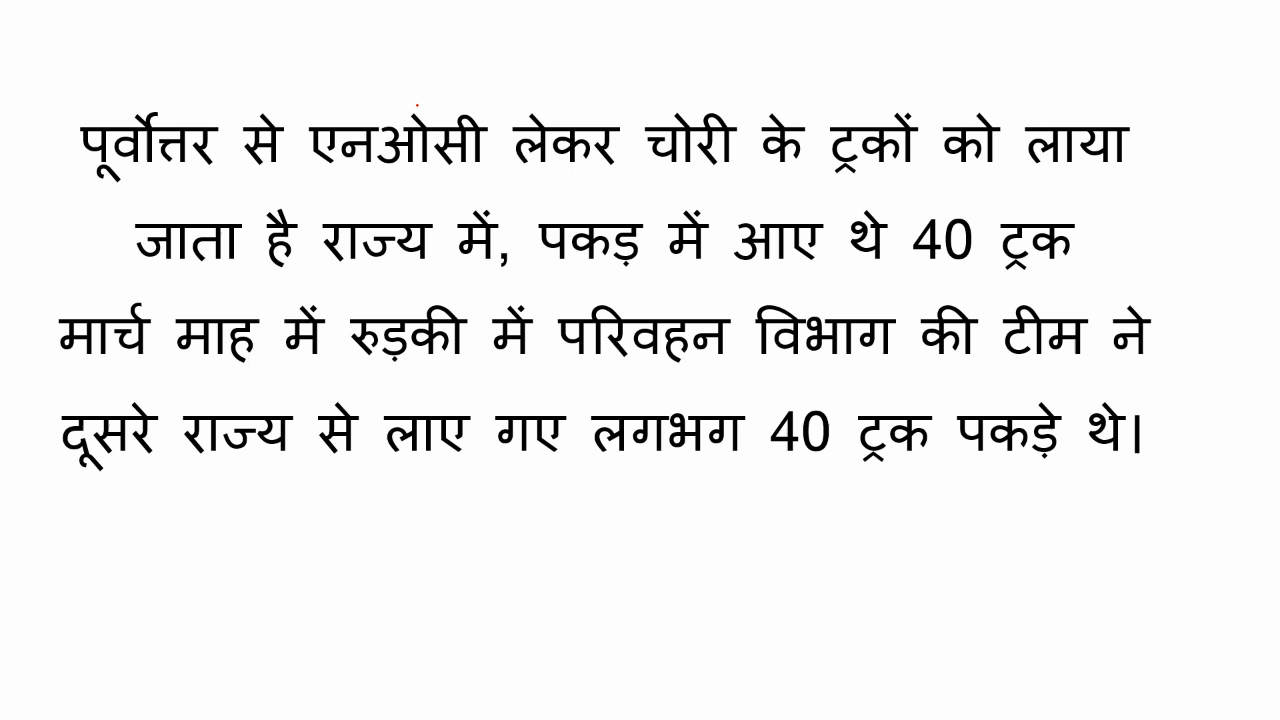 पूर्वोत्तर से एनओसी लेकर चोरी के ट्रकों को लाया
जाता है राज्य में, पकड़ में आए थे 40 ट्रक
मार्च माह में रुड़की में परिवहन विभाग की टीम ने
दूसरे राज्य से लाए गए लगभग 40 ट्रक पकड़े थे।